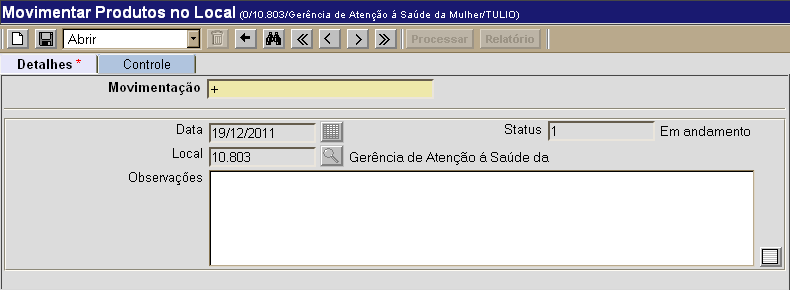 Movimentar Produtos no Local (0/10.803/Gerência de Atenção á Saúde da Mulher/TULIO)
Abrir Processar Relatório
Detalhes * Controle
Movimentação +
Data 19/12/2011 Status 1 Em andamento
Local 10.803 Gerência de Atenção á Saúde da
Observações